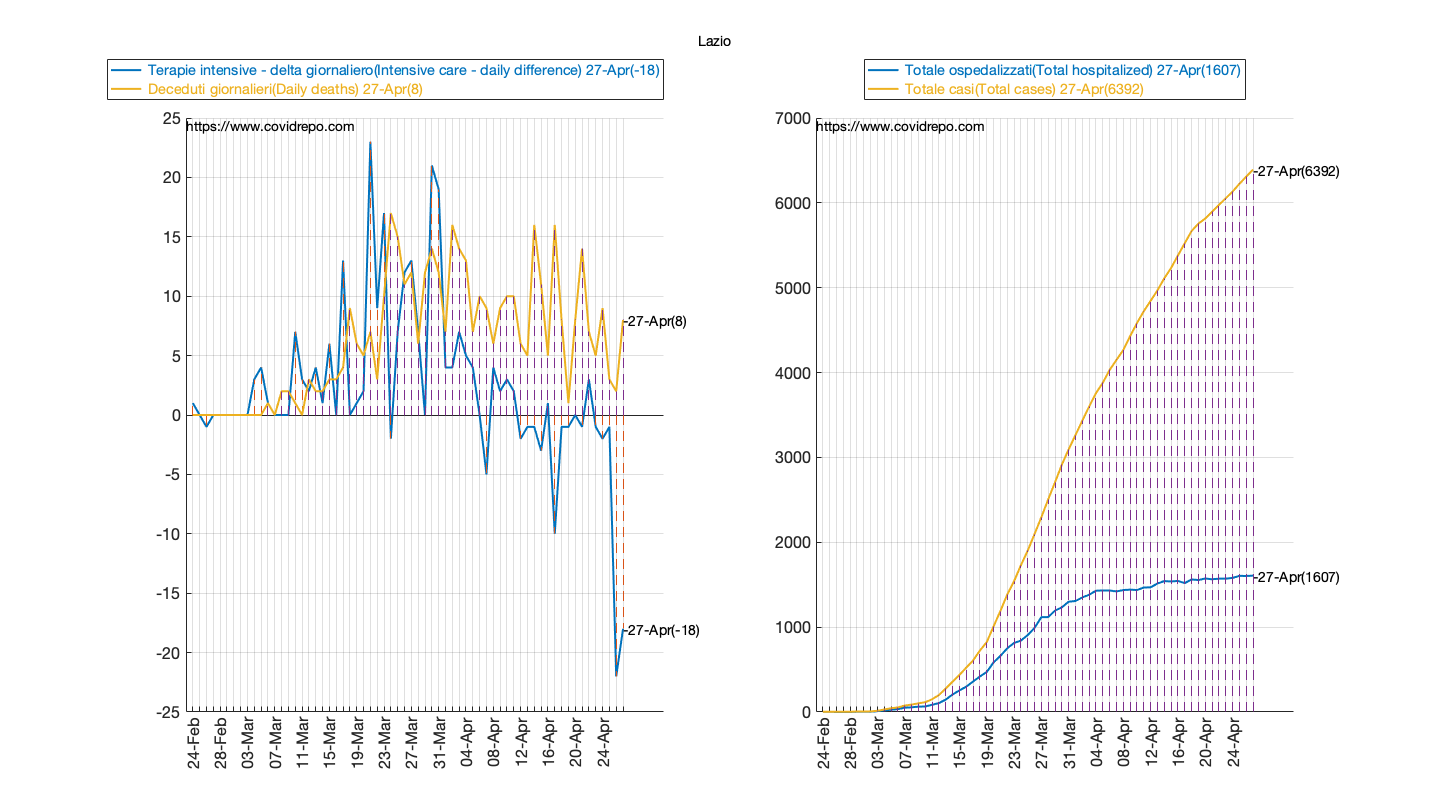 Lazio
Terapie intensive - delta giornaliero(Intensive care - daily difference) 27-Apr(-18)
Deceduti giornalieri(Daily deaths) 27-Apr(8)
25
https://www.covidrepo.com
20
15
10
-27-Apr(8)
5
0
-5
-10
-15
-27-Apr(-18)
-20
-25
24-Feb
28-Feb
03-Mar
07-Mar
11-Mar
15-Mar
19-Mar
23-Mar
27-Mar
31-Mar
04-Apr
08-Apr
12-Apr
16-Apr
20-Apr
24-Apr
Totale ospedalizzati(Total hospitalized) 27-Apr(1607)
Totale casi(Total cases) 27-Apr(6392)
7000
https://www.covidrepo.com
-27-Apr(6392)
6000
5000
4000
3000
2000
-27-Apr(1607)
1000
0
24-Feb
28-Feb
03-Mar
07-Mar
11-Mar
15-Mar
19-Mar
23-Mar
27-Mar
31-Mar
04-Apr
08-Apr
12-Apr
16-Apr
20-Apr
24-Apr